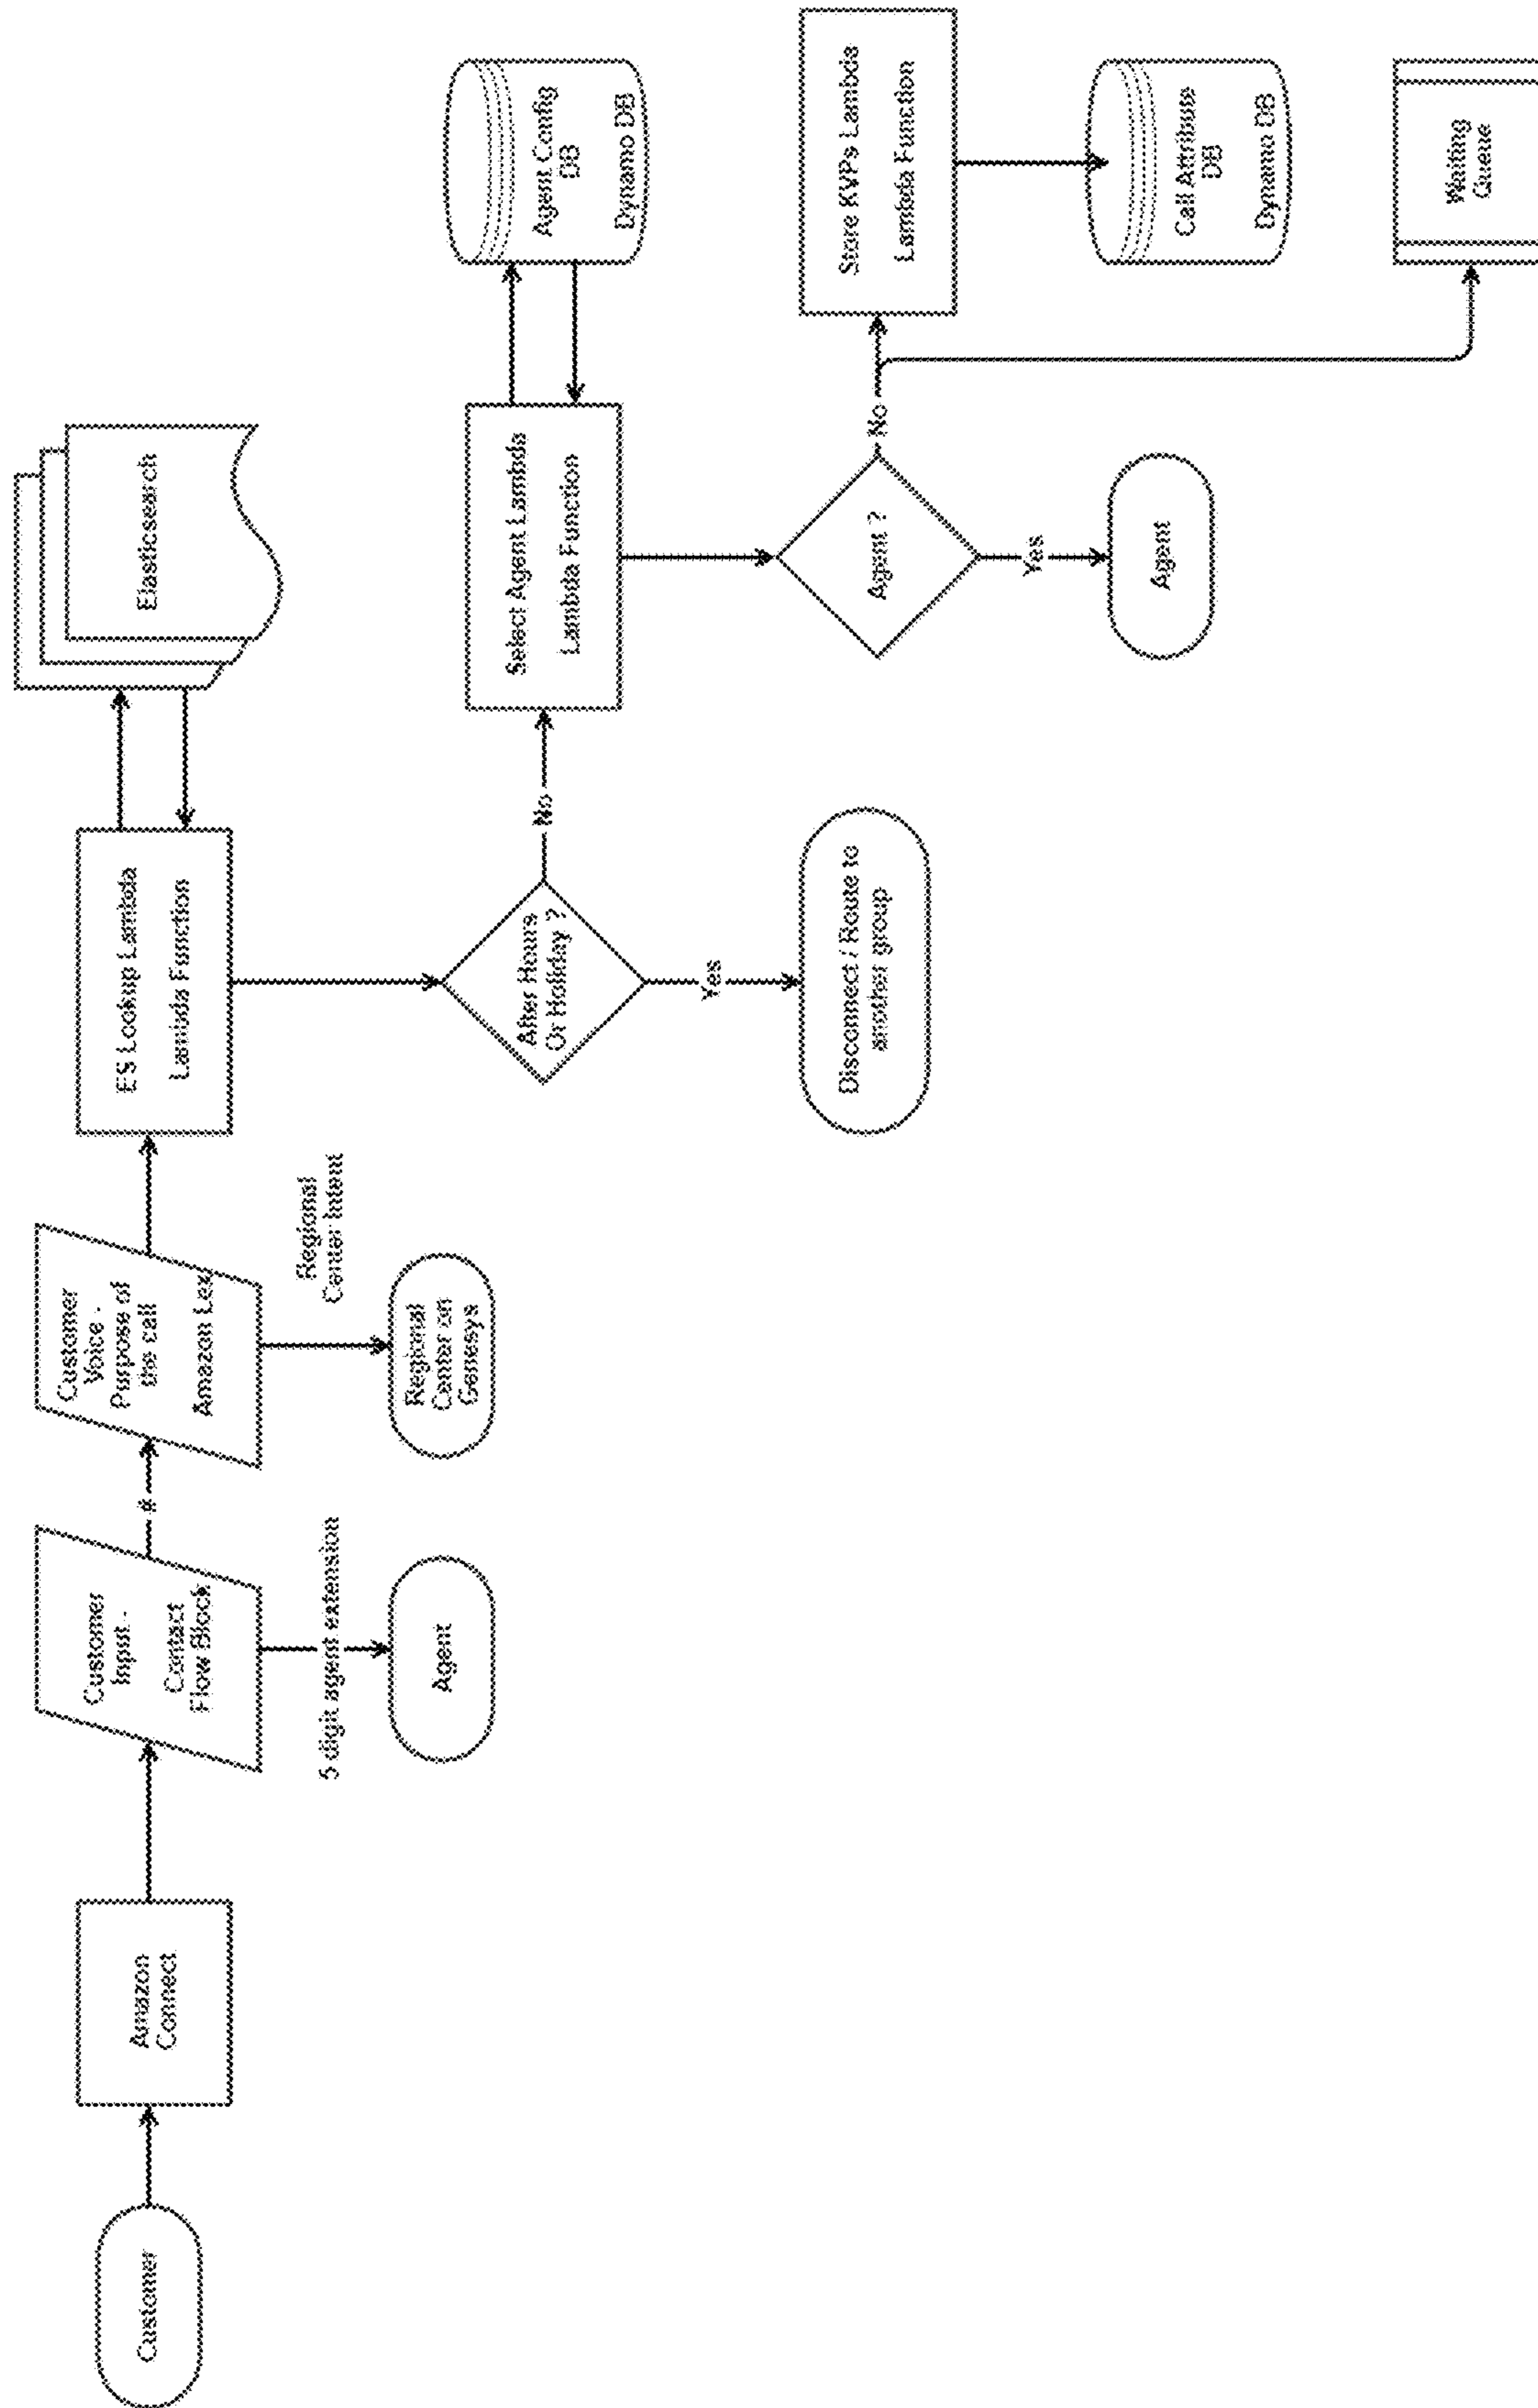 Customer
Amazon
Connect
Customer
Input -
Contact
Flow Block
#
5 digit agent extension
Agent
Customer
Voice -
Purpose of
the call
Amazon Lex
Regional
Center Intent
Regional
Center on
Genesys
ES Lookup Lambda
Lambda Function
Elasticsearch
After Hours
Or Holiday ?
Yes
Disconnect / Route to
another group
No
Select Agent Lambda
Lambda Function
Agent Config
DB
Dynamo DB
Agent ?
Yes
Agent
No
Store KVPs Lambda
Lambda Function
Call Attribute
DB
Dynamo DB
Waiting
Queue